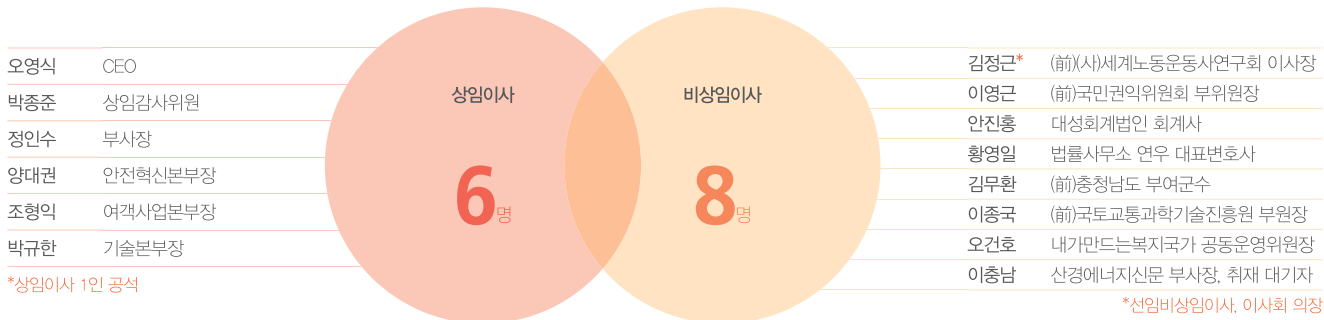 오영식 CEO
박종준 상임감사위원
정인수 부사장
양대권 안전혁신본부장
조형익 여객사업본부장
박규한 기술본부장
*상임이사 1인 공석
상임이사
6명
비상임이사
8명
김정근* (前)(사)세계노동운동사연구회 이사장
이영근 (前)국민권익위원회 부위원장
안진홍 대성회계법인 회계사
황영일 법률사무소 연우 대표변호사
김무환 (前)충청남도 부여군수
이종국 (前)국토교통과학기술진흥원 부원장
오건호 내가만드는복지국가 공동운영위원장
이충남 산경에너지신문 부사장, 취재 대기자
*선임비상임이사, 이사회 의장